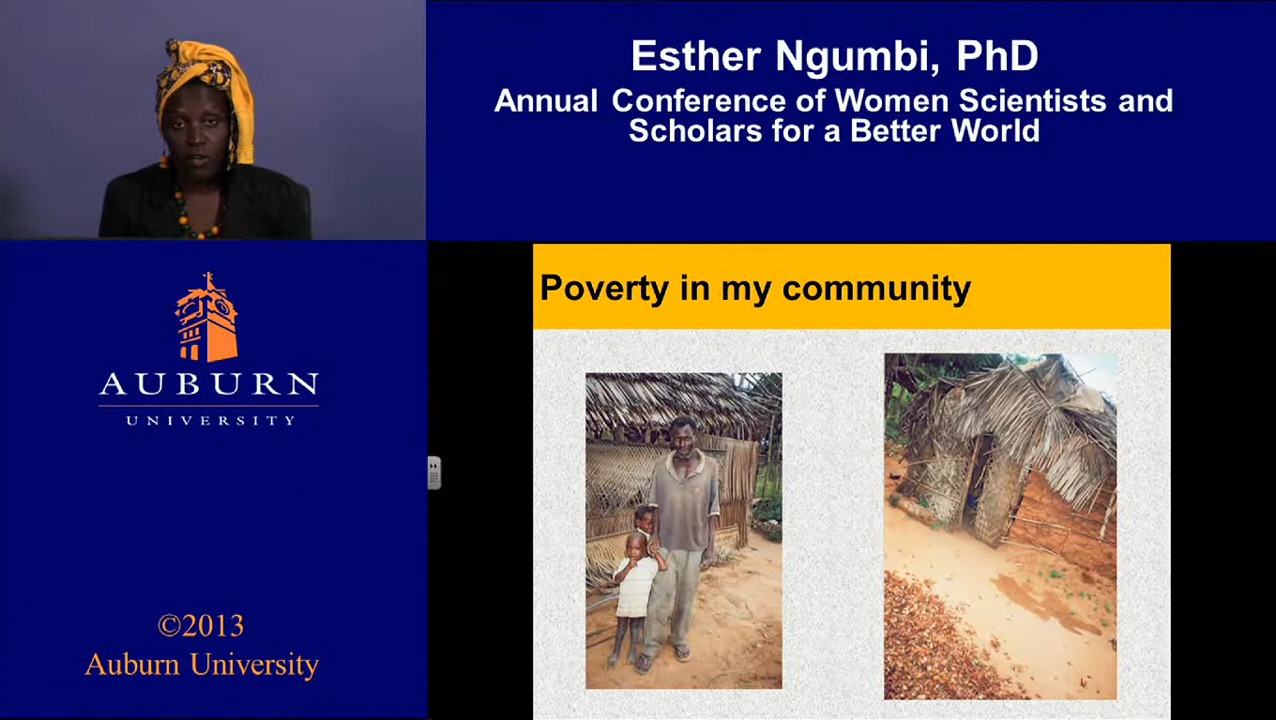 Esther Ngumbi, PhD
Annual Conference of Women Scientists and
Scholars for a Better World
Poverty in my community
AUBURN
UNIVERSITY
©2013
Auburn University